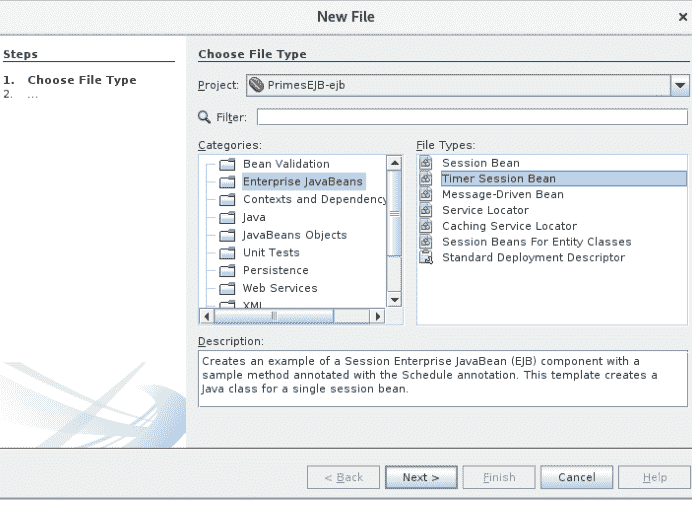 New File
Steps
1. Choose File Type
2. ...
Choose File Type
Project: PrimesEJB-ejb
Filter:
Categories:
Bean Validation
Enterprise JavaBeans
Contexts and Dependency
Java
JavaBeans Objects
Unit Tests
Persistence
Web Services
XML
File Types:
Session Bean
Timer Session Bean
Message-Driven Bean
Service Locator
Caching Service Locator
Session Beans For Entity Classes
Standard Deployment Descriptor
Description:
Creates an example of a Session Enterprise JavaBean (EJB) component with a
sample method annotated with the Schedule annotation. This template creates a
Java class for a single session bean.
< Back Next > Finish Cancel Help